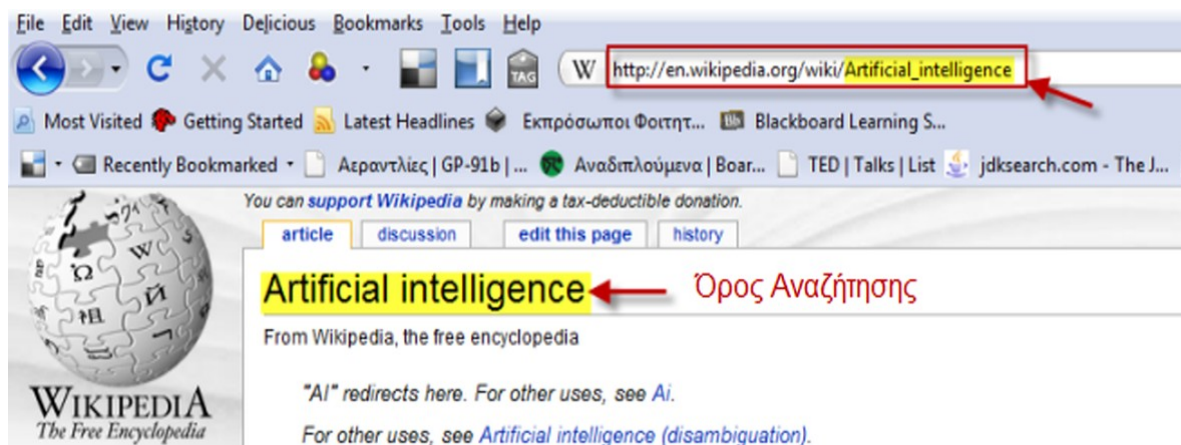 File Edit View History Delicious Bookmarks Tools Help
TAG W http://en.wikipedia.org/wiki/Artificial_intelligence
Most Visited Getting Started Latest Headlines Εκπρόσωποι Φοιτητ... Bb Blackboard Learning S...
Recently Bookmarked Αεραντλίες | GP-91b | ... Αναδιπλούμενα | Boar... TED | Talks | List jdksearch.com - The J...
You can support Wikipedia by making a tax-deductible donation.
article discussion edit this page history
Artificial intelligence Όρος Αναζήτησης
From Wikipedia, the free encyclopedia
"AI" redirects here. For other uses, see Ai.
WIKIPEDIA
The Free Encyclopedia
For other uses, see Artificial intelligence (disambiguation).